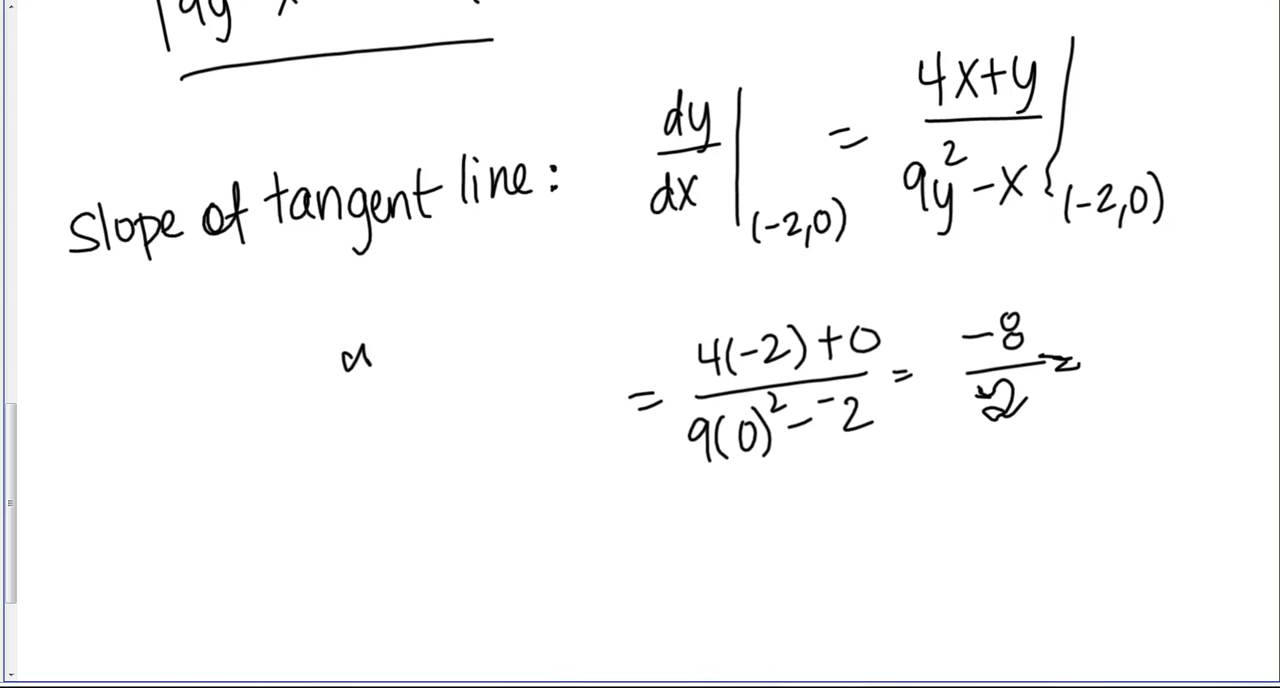 9y x
slope of tangent line: dy/dx |(-2,0) = (4x+y)/(9y²-x) |(-2,0)
a = (4(-2)+0)/(9(0)²--2) = -8/2 =